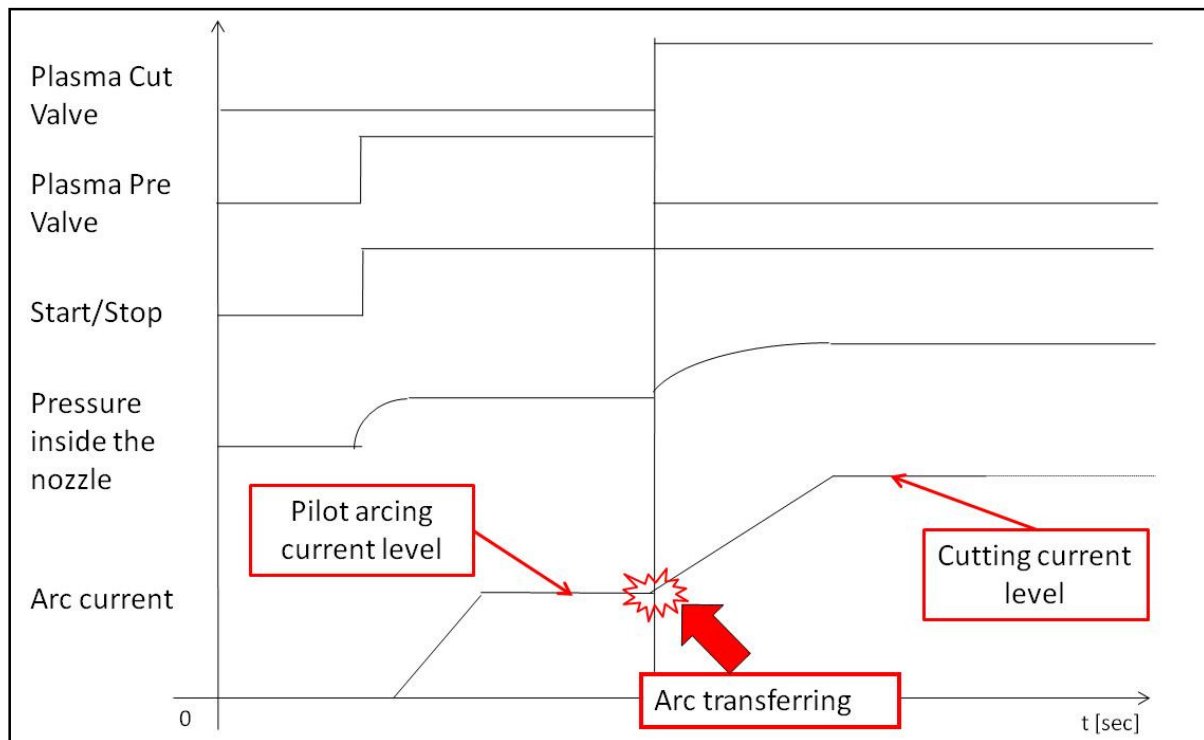 Plasma Cut
Valve
Plasma Pre
Valve
Start/Stop
Pressure
inside the
nozzle
Pilot arcing
current level
Cutting current
level
Arc current
Arc transferring
0
t [sec]